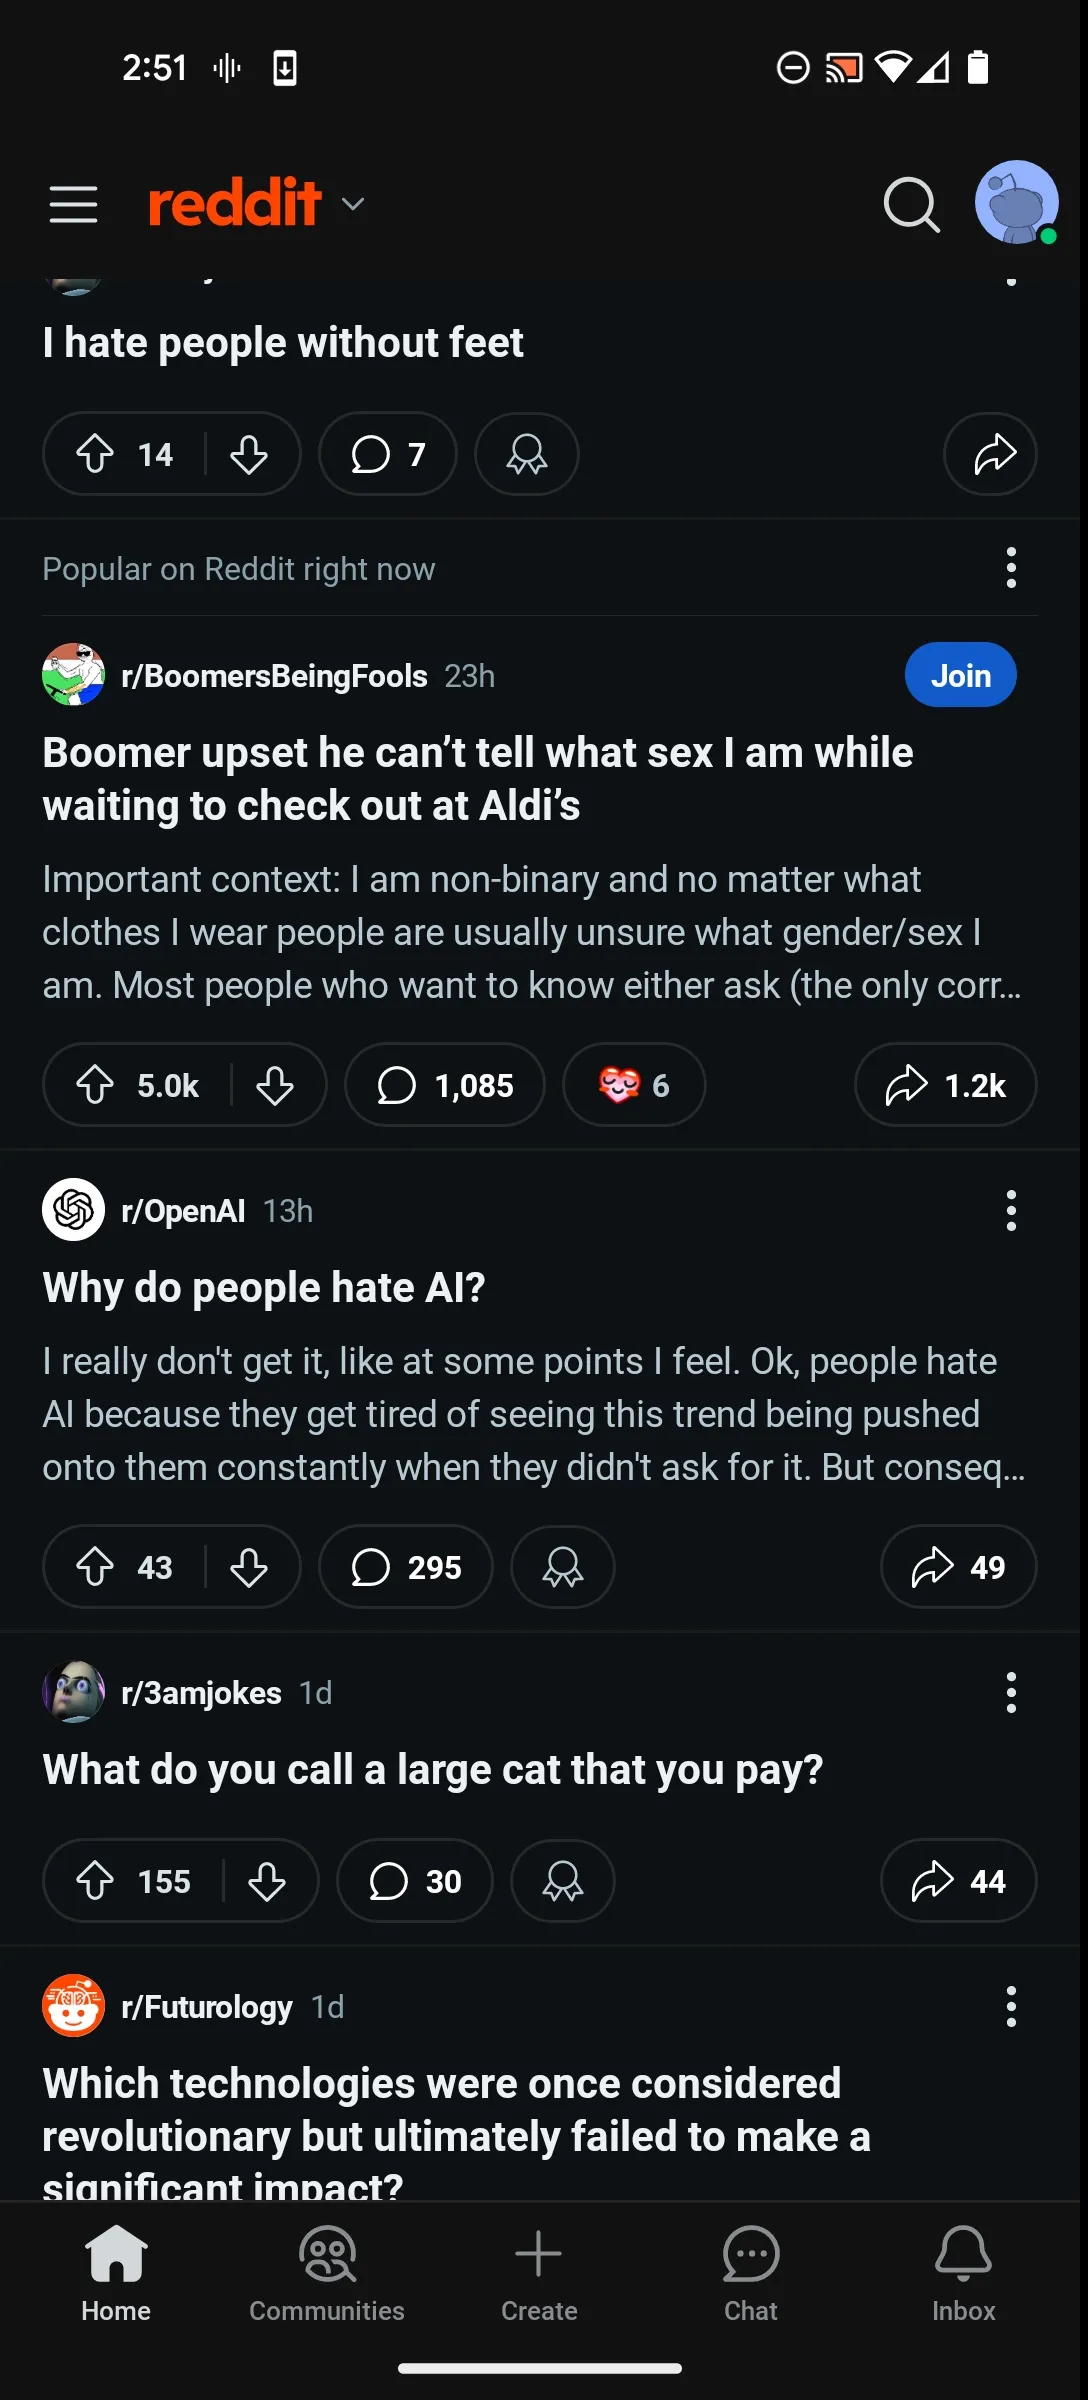 2:51
reddit
I hate people without feet
14
7
Popular on Reddit right now
r/BoomersBeingFools 23h
Join
Boomer upset he can’t tell what sex I am while
waiting to check out at Aldi’s
Important context: I am non-binary and no matter what
clothes I wear people are usually unsure what gender/sex I
am. Most people who want to know either ask (the only corr…
5.0k
1,085
6
1.2k
r/OpenAI 13h
Why do people hate AI?
I really don't get it, like at some points I feel. Ok, people hate
AI because they get tired of seeing this trend being pushed
onto them constantly when they didn't ask for it. But conseq…
43
295
49
r/3amjokes 1d
What do you call a large cat that you pay?
155
30
44
r/Futurology 1d
Which technologies were once considered
revolutionary but ultimately failed to make a
significant impact?
Home
Communities
Create
Chat
Inbox